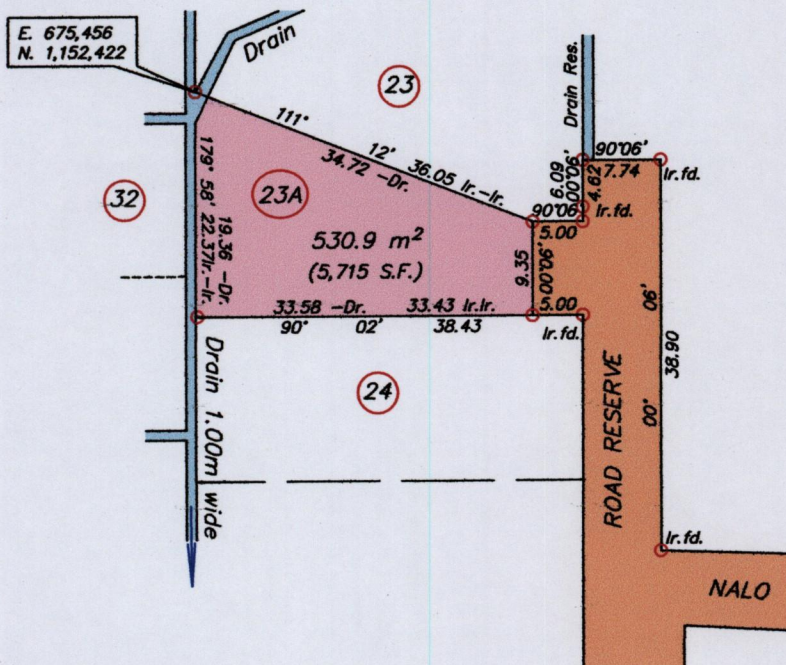 E. 675,456
N. 1,152,422
Drain
23
Drain Res.
111°
12'
34.72 -Dr.
36.05 Ir.-Ir.
90°06'
7.74
Ir.fd.
6.09
00°06'
4.62
90°06
Ir.fd.
5.00
32
23A
179° 58' 22.37Ir.-Ir.
19.36 -Dr.
530.9 m²
(5,715 S.F.)
9.35
00°06'
33.58 -Dr.
33.43 Ir.Ir.
5.00
90°
02'
38.43
Ir.fd.
00°
06'
38.90
Drain 1.00m wide
24
ROAD RESERVE
Ir.fd.
NALO